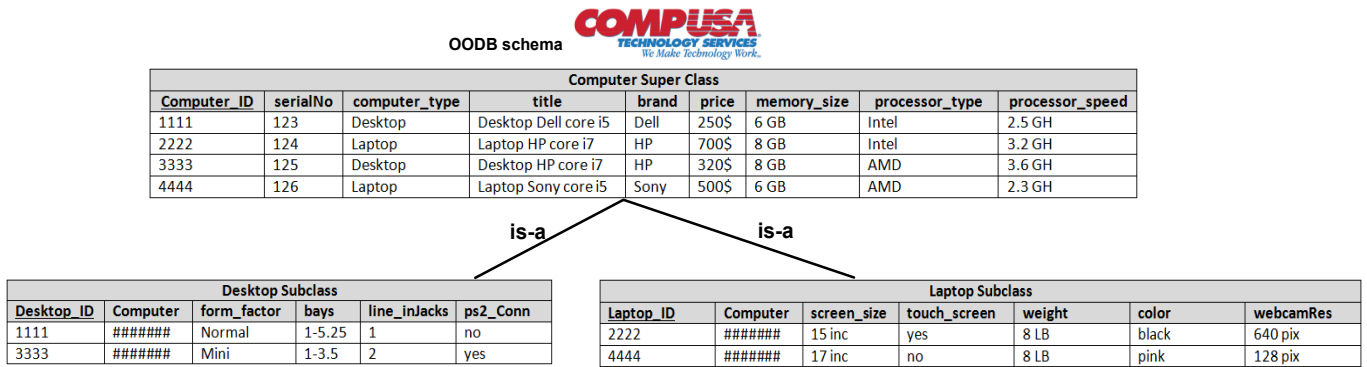 COMPUSA
TECHNOLOGY SERVICES
We Make Technology Work.
OODB schema
Computer Super Class
Computer_ID serialNo computer_type title brand price memory_size processor_type processor_speed
1111 123 Desktop Desktop Dell core i5 Dell 250$ 6 GB Intel 2.5 GH
2222 124 Laptop Laptop HP core i7 HP 700$ 8 GB Intel 3.2 GH
3333 125 Desktop Desktop HP core i7 HP 320$ 8 GB AMD 3.6 GH
4444 126 Laptop Laptop Sony core i5 Sony 500$ 6 GB AMD 2.3 GH
is-a is-a
Desktop Subclass
Desktop_ID Computer form_factor bays line_inJacks ps2_Conn
1111 ####### Normal 1-5.25 1 no
3333 ####### Mini 1-3.5 2 yes
Laptop Subclass
Laptop_ID Computer screen_size touch_screen weight color webcamRes
2222 ####### 15 inc yes 8 LB black 640 pix
4444 ####### 17 inc no 8 LB pink 128 pix